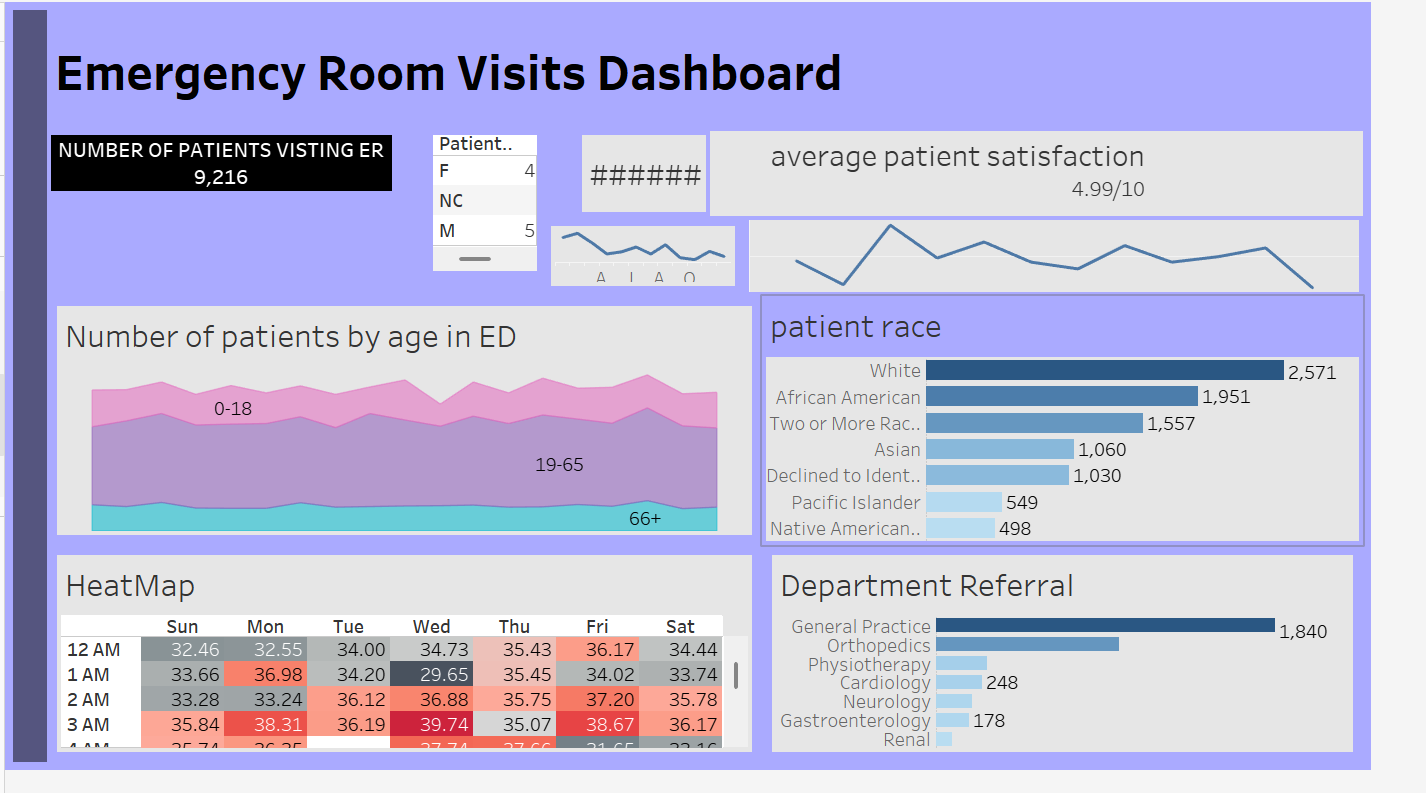 Emergency Room Visits Dashboard
NUMBER OF PATIENTS VISTING ER
9,216
Patient..
F 4
NC
M 5
######
average patient satisfaction
4.99/10
A J A O
Number of patients by age in ED
0-18
19-65
66+
patient race
White 2,571
African American 1,951
Two or More Rac.. 1,557
Asian 1,060
Declined to Ident.. 1,030
Pacific Islander 549
Native American.. 498
HeatMap
Sun Mon Tue Wed Thu Fri Sat
12 AM 32.46 32.55 34.00 34.73 35.43 36.17 34.44
1 AM 33.66 36.98 34.20 29.65 35.45 34.02 33.74
2 AM 33.28 33.24 36.12 36.88 35.75 37.20 35.78
3 AM 35.84 38.31 36.19 39.74 35.07 38.67 36.17
Department Referral
General Practice 1,840
Orthopedics
Physiotherapy
Cardiology 248
Neurology
Gastroenterology 178
Renal